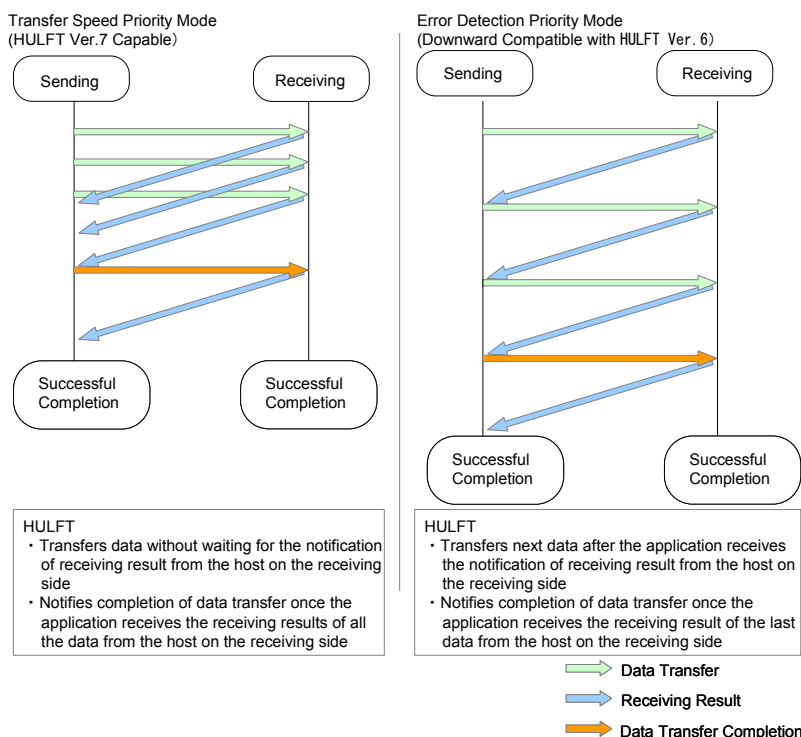 Transfer Speed Priority Mode
(HULFT Ver.7 Capable)
Sending
Receiving
Successful
Completion
Successful
Completion
HULFT
・Transfers data without waiting for the notification
of receiving result from the host on the receiving
side
・Notifies completion of data transfer once the
application receives the receiving results of all
the data from the host on the receiving side
Error Detection Priority Mode
(Downward Compatible with HULFT Ver.6)
Sending
Receiving
Successful
Completion
Successful
Completion
HULFT
・Transfers next data after the application receives
the notification of receiving result from the host on
the receiving side
・Notifies completion of data transfer once the
application receives the receiving result of the last
data from the host on the receiving side
Data Transfer
Receiving Result
Data Transfer Completion